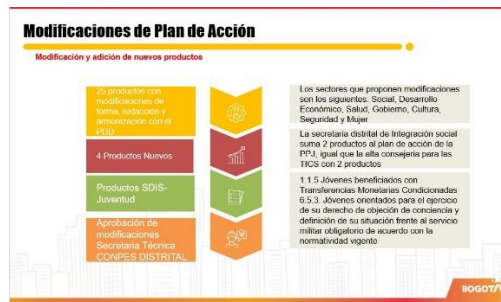 Modificaciones de Plan de Acción
Modificación y adición de nuevos productos
25 productos con
modificaciones de
forma, redacción y
armonización con el
PDD
Los sectores que proponen modificaciones
son los siguientes: Social, Desarrollo
Económico, Salud, Gobierno, Cultura,
Seguridad y Mujer
4 Productos Nuevos
La secretaria distrital de Integración social
suma 2 productos al plan de acción de la
PPJ, igual que la alta consejería para las
TICS con 2 productos
Productos SDIS-
Juventud
1.1.5 Jóvenes beneficiados con
Transferencias Monetarias Condicionadas
6.5.3. Jóvenes orientados para el ejercicio
de su derecho de objeción de conciencia y
definición de su situación frente al servicio
militar obligatorio de acuerdo con la
normatividad vigente
Aprobación de
modificaciones
Secretaria Técnica
CONPES DISTRITAL
BOGOTÁ